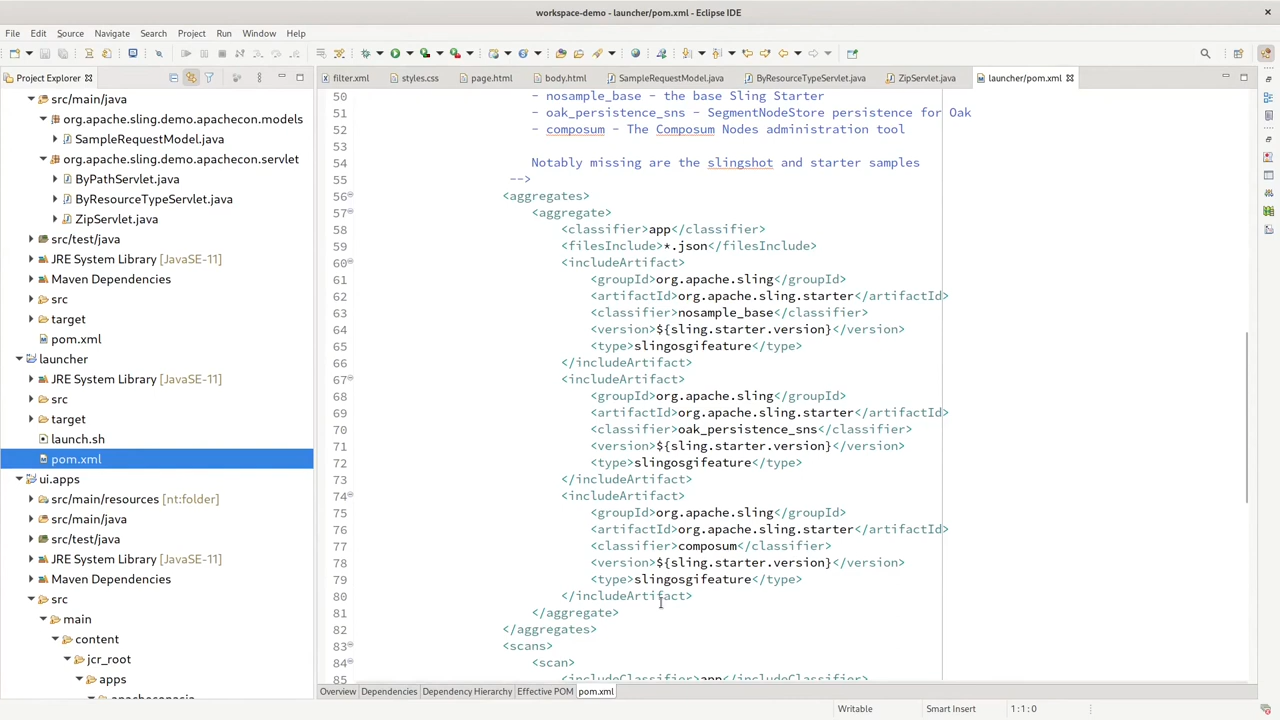 workspace-demo - launcher/pom.xml - Eclipse IDE
File Edit Source Navigate Search Project Run Window Help
Project Explorer
filter.xml styles.css page.html body.html SampleRequestModel.java ByResourceTypeServlet.java ZipServlet.java launcher/pom.xml
src/main/java
org.apache.sling.demo.apachecon.models
SampleRequestModel.java
org.apache.sling.demo.apachecon.servlet
ByPathServlet.java
ByResourceTypeServlet.java
ZipServlet.java
src/test/java
JRE System Library [JavaSE-11]
Maven Dependencies
src
target
pom.xml
launcher
JRE System Library [JavaSE-11]
src
target
launch.sh
pom.xml
ui.apps
src/main/resources [nt:folder]
src/main/java
src/test/java
JRE System Library [JavaSE-11]
Maven Dependencies
src
main
content
jcr_root
apps
50 - nosample_base - the base Sling Starter
51 - oak_persistence_sns - SegmentNodeStore persistence for Oak
52 - composum - The Composum Nodes administration tool
53
54 Notably missing are the slingshot and starter samples
55 -->
56 <aggregates>
57 <aggregate>
58 <classifier>app</classifier>
59 <filesInclude>*.json</filesInclude>
60 <includeArtifact>
61 <groupId>org.apache.sling</groupId>
62 <artifactId>org.apache.sling.starter</artifactId>
63 <classifier>nosample_base</classifier>
64 <version>${sling.starter.version}</version>
65 <type>slingosgifeature</type>
66 </includeArtifact>
67 <includeArtifact>
68 <groupId>org.apache.sling</groupId>
69 <artifactId>org.apache.sling.starter</artifactId>
70 <classifier>oak_persistence_sns</classifier>
71 <version>${sling.starter.version}</version>
72 <type>slingosgifeature</type>
73 </includeArtifact>
74 <includeArtifact>
75 <groupId>org.apache.sling</groupId>
76 <artifactId>org.apache.sling.starter</artifactId>
77 <classifier>composum</classifier>
78 <version>${sling.starter.version}</version>
79 <type>slingosgifeature</type>
80 </includeArtifact>
81 </aggregate>
82 </aggregates>
83 <scans>
84 <scan>
85 <includeClassifier>app</includeClassifier>
Overview Dependencies Dependency Hierarchy Effective POM pom.xml
Writable Smart Insert 1:1:0